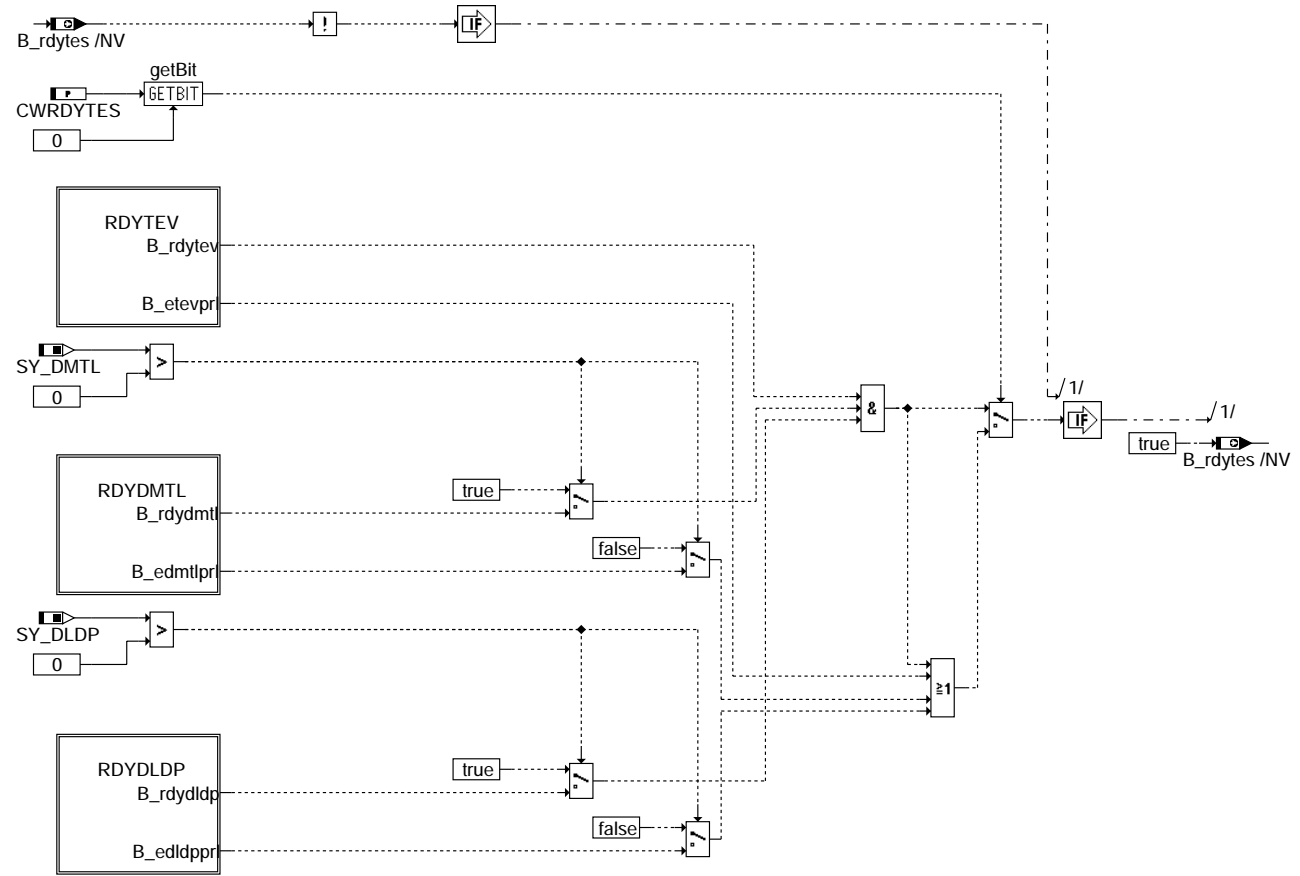 !
IF
B_rdytes /NV
getBit
P
GETBIT
CWRDYTES
0
RDYTEV
B_rdytev
B_etevprl
SY_DMTL
>
0
/1/
&
IF
/1/
true
B_rdytes /NV
RDYDMTL
true
B_rdydmtl
false
B_edmtlprl
SY_DLDP
>
0
≥1
RDYDLDP
true
B_rdydldp
false
B_edldpprl